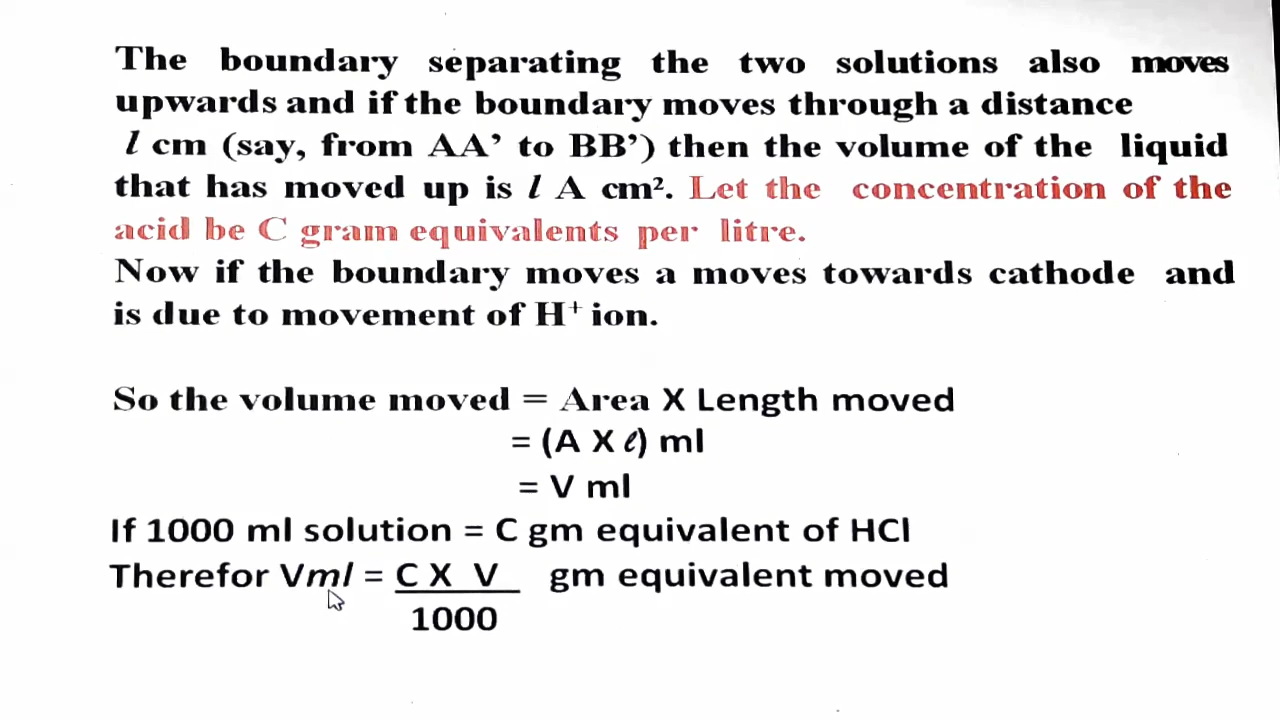 The boundary separating the two solutions also moves
upwards and if the boundary moves through a distance
l cm (say, from AA’ to BB’) then the volume of the liquid
that has moved up is l A cm². Let the concentration of the
acid be C gram equivalents per litre.
Now if the boundary moves a moves towards cathode and
is due to movement of H⁺ ion.
So the volume moved = Area X Length moved
= (A X ℓ) ml
= V ml
If 1000 ml solution = C gm equivalent of HCl
Therefor Vml = C X V gm equivalent moved
1000